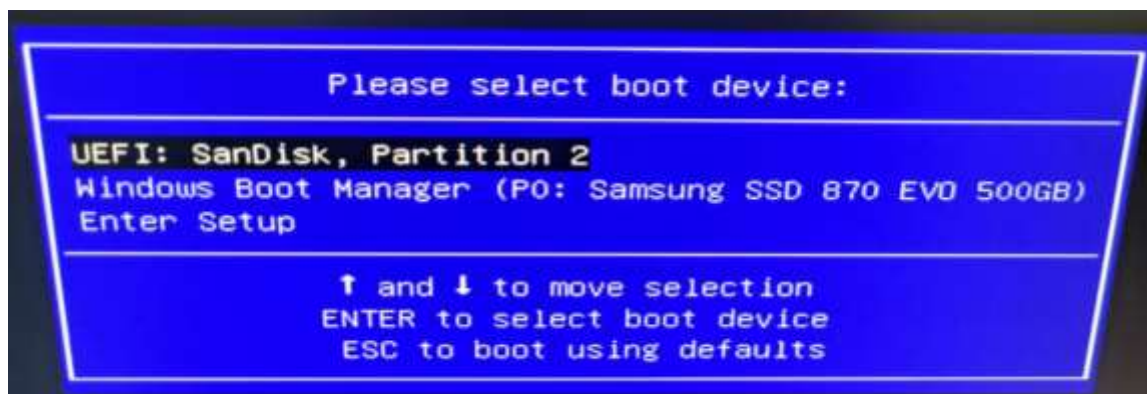 Please select boot device:
UEFI: SanDisk, Partition 2
Windows Boot Manager (P0: Samsung SSD 870 EVO 500GB)
Enter Setup
↑ and ↓ to move selection
ENTER to select boot device
ESC to boot using defaults